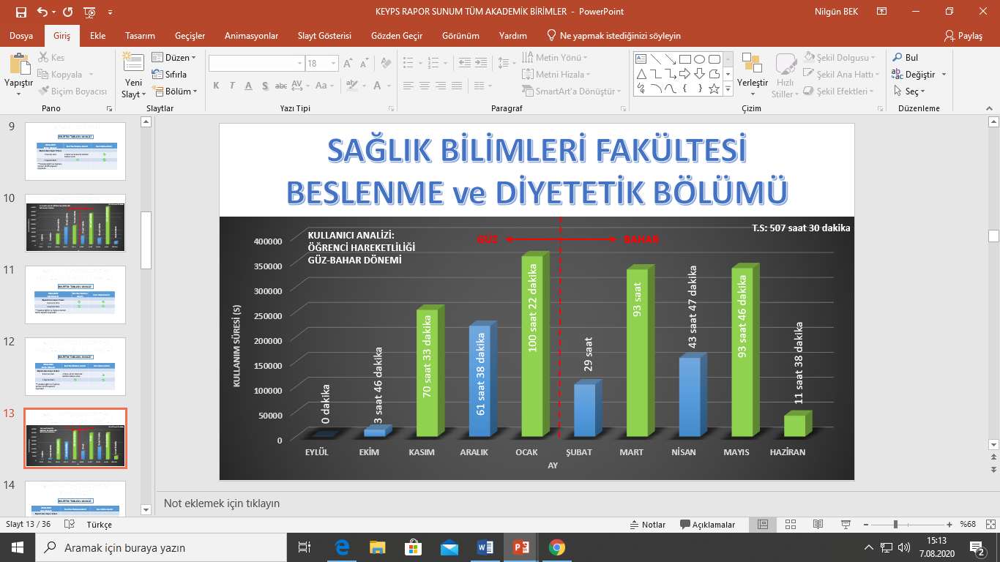 KEYPS RAPOR SUNUM TÜM AKADEMİK BİRİMLER - PowerPoint
Nilgün BEK
Dosya Giriş Ekle Tasarım Geçişler Animasyonlar Slayt Gösterisi Gözden Geçir Görünüm Yardım Ne yapmak istediğinizi söyleyin Paylaş
Yapıştır
Kes
Kopyala
Biçim Boyacısı
Pano
Yeni
Slayt
Düzen
Sıfırla
Bölüm
Slaytlar
18
K T A S abc AV Aa
Yazı Tipi
Metin Yönü
Metni Hizala
SmartArt'a Dönüştür
Paragraf
Yerleştir
Hızlı
Stiller
Şekil Dolgusu
Şekil Ana Hattı
Şekil Efektleri
Çizim
Bul
Değiştir
Seç
Düzenleme
9
10
11
12
13
14
SAĞLIK BİLİMLERİ FAKÜLTESİ
BESLENME ve DİYETETİK BÖLÜMÜ
KULLANICI ANALİZİ:
ÖĞRENCİ HAREKETLİLİĞİ
GÜZ-BAHAR DÖNEMİ
GÜZ
BAHAR
T.S: 507 saat 30 dakika
KULLANIM SÜRESİ (S)
400000
350000
300000
250000
200000
150000
100000
50000
0
0 dakika
3 saat 46 dakika
70 saat 33 dakika
61 saat 38 dakika
100 saat 22 dakika
29 saat
93 saat
43 saat 47 dakika
93 saat 46 dakika
11 saat 38 dakika
EYLÜL EKİM KASIM ARALIK OCAK ŞUBAT MART NİSAN MAYIS HAZİRAN
AY
Not eklemek için tıklayın
Slayt 13 / 36 Türkçe
Notlar Açıklamalar %68
Aramak için buraya yazın
15:13
7.08.2020
2